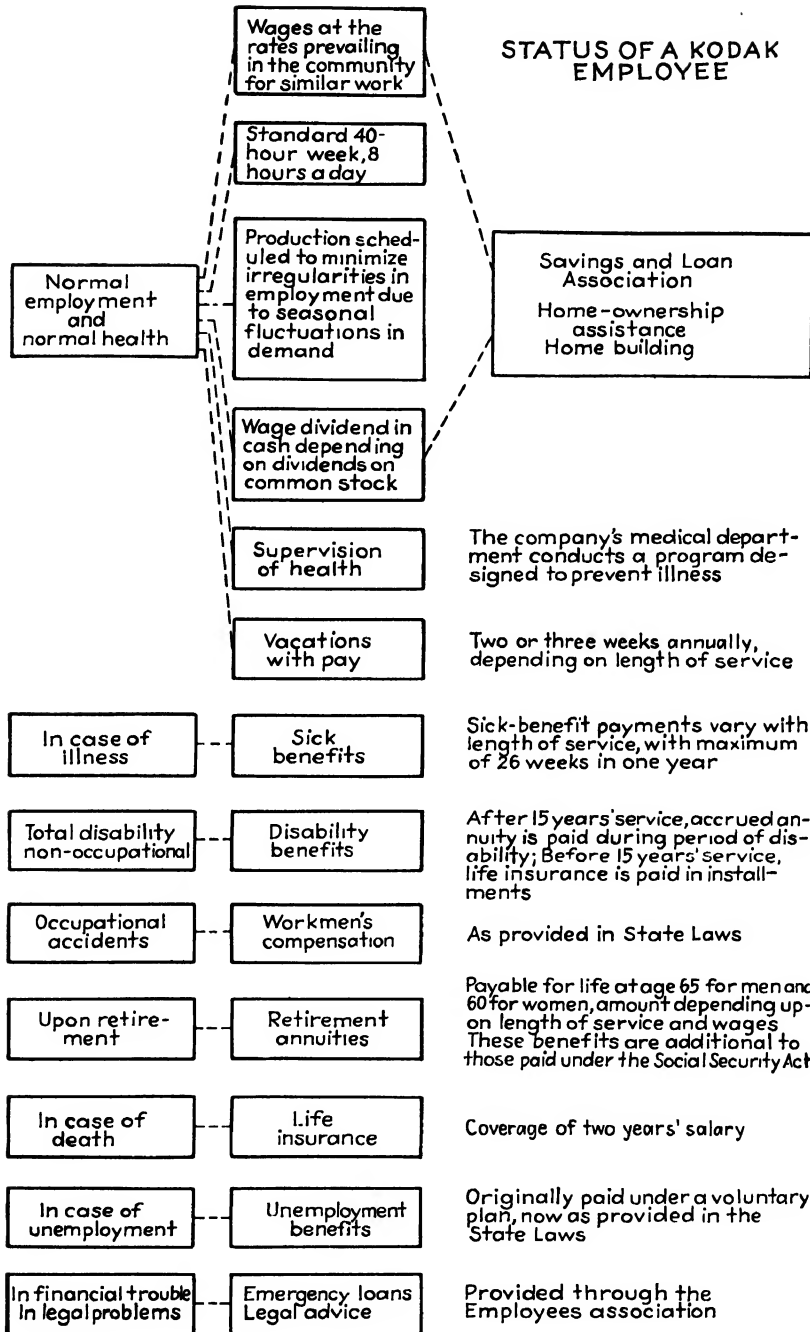 STATUS OF A KODAK
EMPLOYEE
Normal
employment
and
normal health
Wages at the
rates prevailing
in the community
for similar work
Standard 40-
hour week, 8
hours a day
Production sched-
uled to minimize
irregularities in
employment due
to seasonal
fluctuations in
demand
Wage dividend in
cash depending
on dividends on
common stock
Savings and Loan
Association
Home-ownership
assistance
Home building
Supervision
of health
The company's medical depart-
ment conducts a program de-
signed to prevent illness
Vacations
with pay
Two or three weeks annually,
depending on length of service
In case of
illness
Sick
benefits
Sick-benefit payments vary with
length of service, with maximum
of 26 weeks in one year
Total disability
non-occupational
Disability
benefits
After 15 years' service, accrued an-
nuity is paid during period of dis-
ability; Before 15 years' service,
life insurance is paid in install-
ments
Occupational
accidents
Workmen's
compensation
As provided in State Laws
Upon retire-
ment
Retirement
annuities
Payable for life at age 65 for men and
60 for women, amount depending up-
on length of service and wages
These benefits are additional to
those paid under the Social Security Act
In case of
death
Life
insurance
Coverage of two years' salary
In case of
unemployment
Unemployment
benefits
Originally paid under a voluntary
plan, now as provided in the
State Laws
In financial trouble
In legal problems
Emergency loans
Legal advice
Provided through the
Employees association